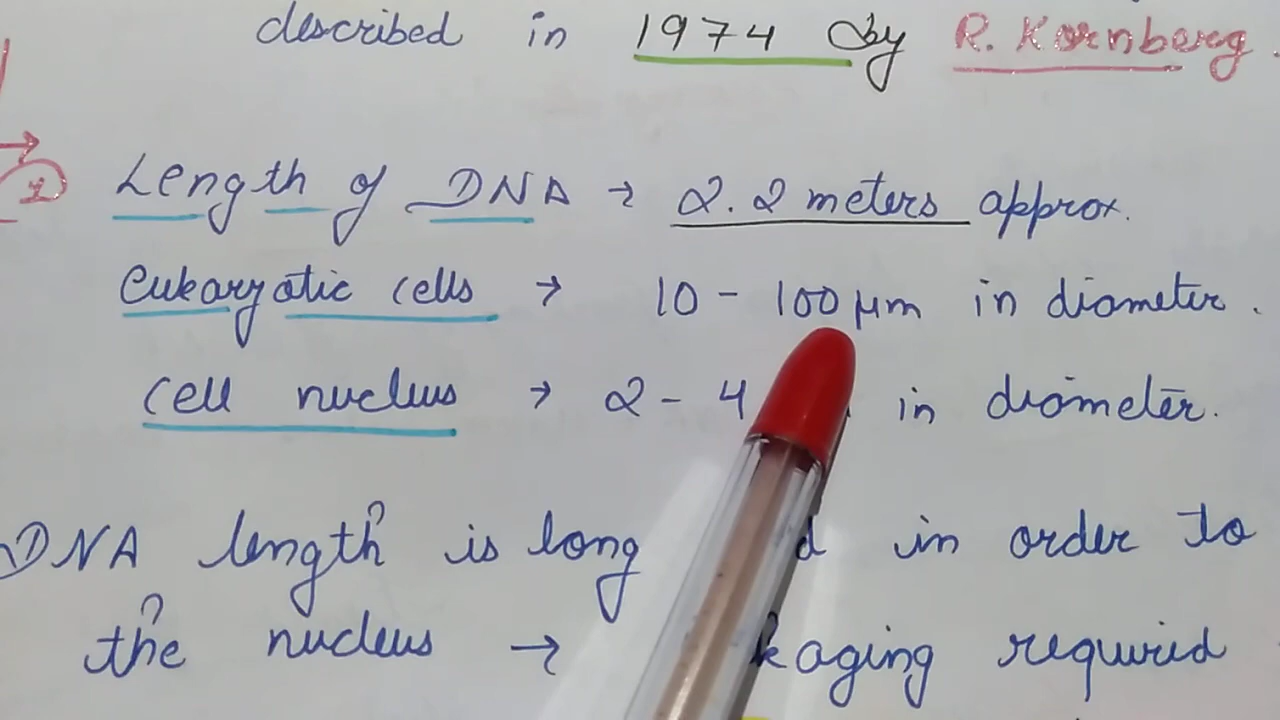 described in 1974 by R. Kornberg.
2 Length of DNA → 2.2 meters approx.
Eukaryotic cells → 10 - 100 μm in diameter.
Cell nucleus → 2 - 4 in diameter.
DNA length is long in order to
the nucleus → required